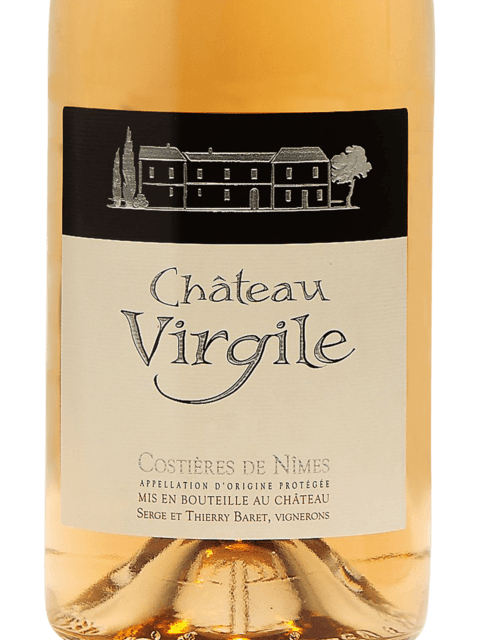 Château
Virgile
COSTIÈRES DE NÎMES
APPELLATION D'ORIGINE PROTÉGÉE
MIS EN BOUTEILLE AU CHÂTEAU
SERGE ET THIERRY BARET, VIGNERONS